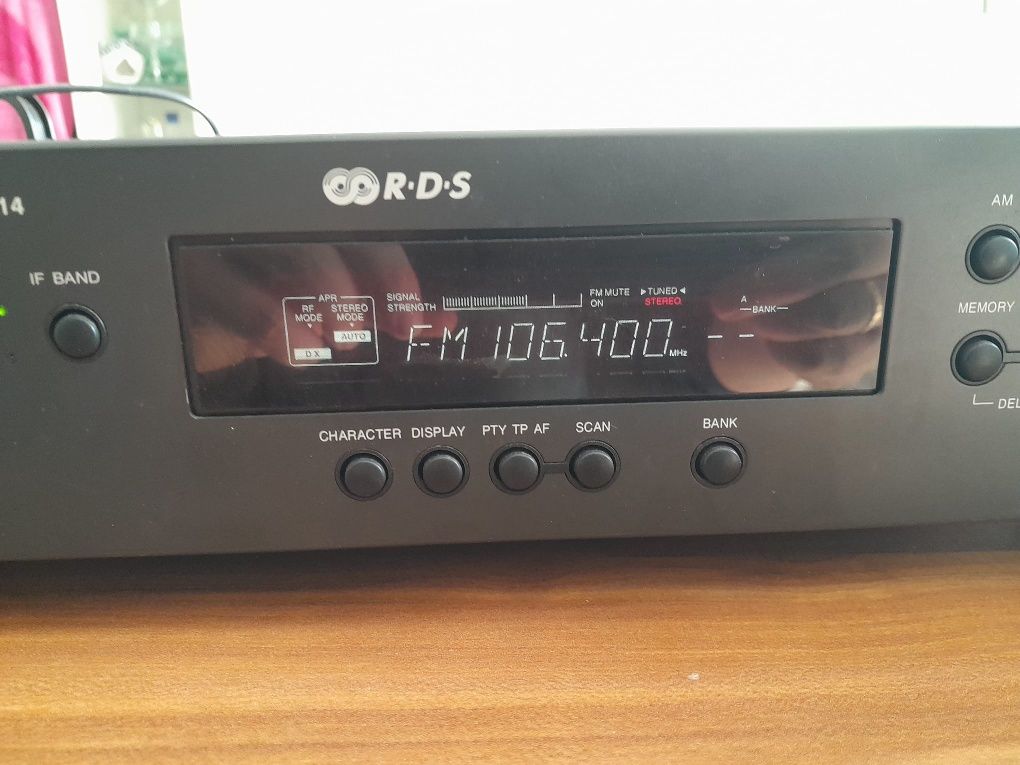 14
R·D·S
AM
IF BAND
APR
RF MODE
STEREO MODE
AUTO
DX
SIGNAL STRENGTH
FM MUTE ON
TUNED
STEREO
FM 106.400 MHz
A
BANK
-- 
MEMORY
DEL
CHARACTER DISPLAY PTY TP AF SCAN BANK